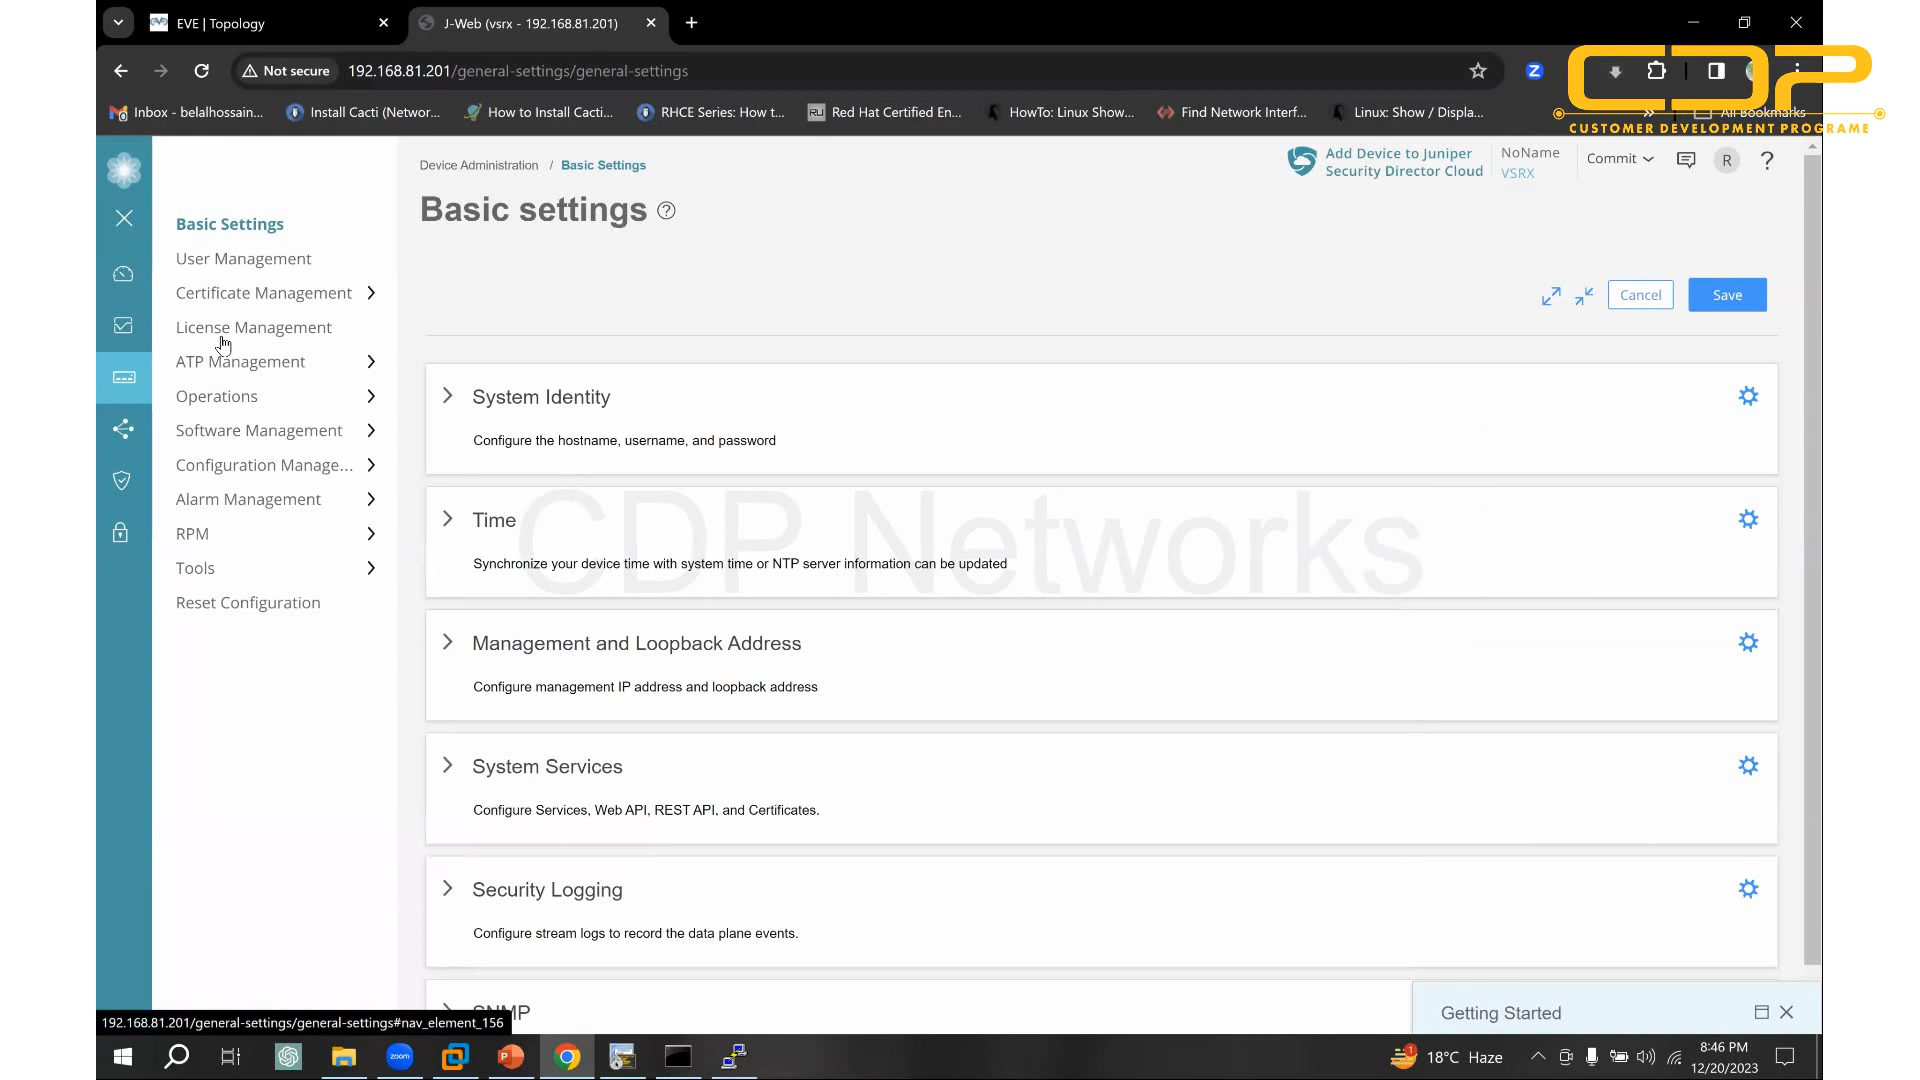 EVE | Topology
J-Web (vsrx - 192.168.81.201)
Not secure
192.168.81.201/general-settings/general-settings
Z
CDP
CUSTOMER DEVELOPMENT PROGRAME
Inbox - belalhossain...
Install Cacti (Networ...
How to Install Cacti...
RHCE Series: How t...
RU
Red Hat Certified En...
HowTo: Linux Show...
Find Network Interf...
Linux: Show / Displa...
All Bookmarks
Basic Settings
User Management
Certificate Management
License Management
ATP Management
Operations
Software Management
Configuration Manage...
Alarm Management
RPM
Tools
Reset Configuration
Device Administration / Basic Settings
Add Device to Juniper
Security Director Cloud
NoName
VSRX
Commit
R
?
Basic settings ?
Cancel
Save
System Identity
Configure the hostname, username, and password
Time
Synchronize your device time with system time or NTP server information can be updated
CDP Networks
Management and Loopback Address
Configure management IP address and loopback address
System Services
Configure Services, Web API, REST API, and Certificates.
Security Logging
Configure stream logs to record the data plane events.
SNMP
Getting Started
192.168.81.201/general-settings/general-settings#nav_element_156
zoom
P
1
18°C Haze
8:46 PM
12/20/2023